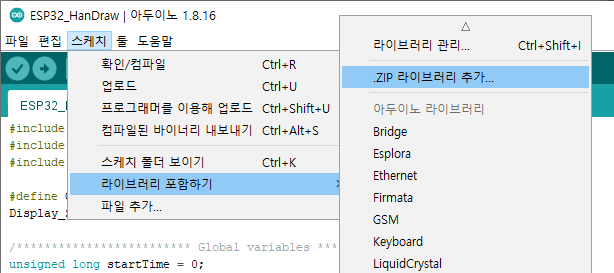 ESP32_HanDraw | 아두이노 1.8.16
파일 편집 스케치 툴 도움말
확인/컴파일 Ctrl+R
업로드 Ctrl+U
프로그래머를 이용해 업로드 Ctrl+Shift+U
컴파일된 바이너리 내보내기 Ctrl+Alt+S
스케치 폴더 보이기 Ctrl+K
라이브러리 포함하기
파일 추가...
라이브러리 관리... Ctrl+Shift+I
.ZIP 라이브러리 추가...
아두이노 라이브러리
Bridge
Esplora
Ethernet
Firmata
GSM
Keyboard
LiquidCrystal
#include
#include
#include
#define
/************************ Global variables ***
unsigned long startTime = 0;